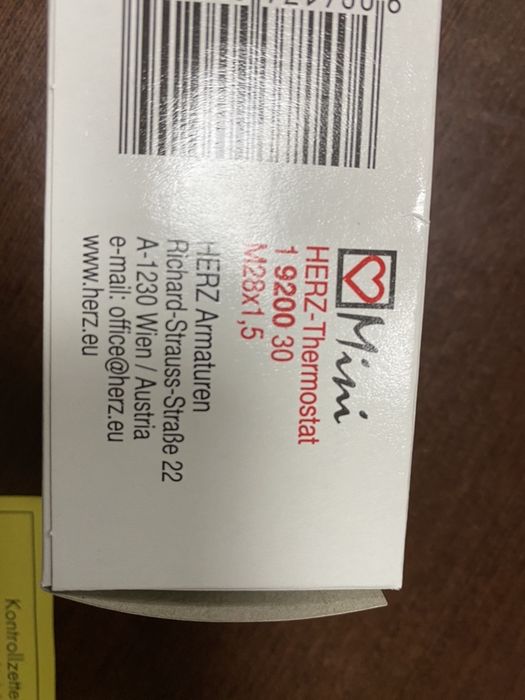 Mini
HERZ-Thermostat
1 9200 30
M28x1,5
HERZ Armaturen
Richard-Strauss-Straße 22
A-1230 Wien / Austria
e-mail: office@herz.eu
www.herz.eu